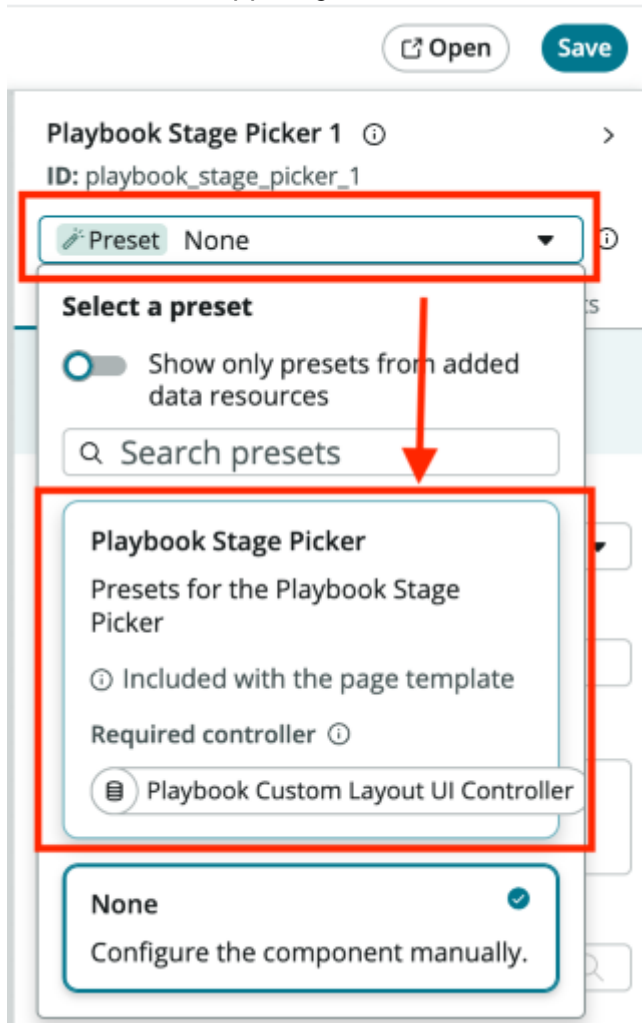 Open
Save
Playbook Stage Picker 1
ID: playbook_stage_picker_1
Preset None
Select a preset
Show only presets from added
data resources
Search presets
Playbook Stage Picker
Presets for the Playbook Stage
Picker
Included with the page template
Required controller
Playbook Custom Layout UI Controller
None
Configure the component manually.